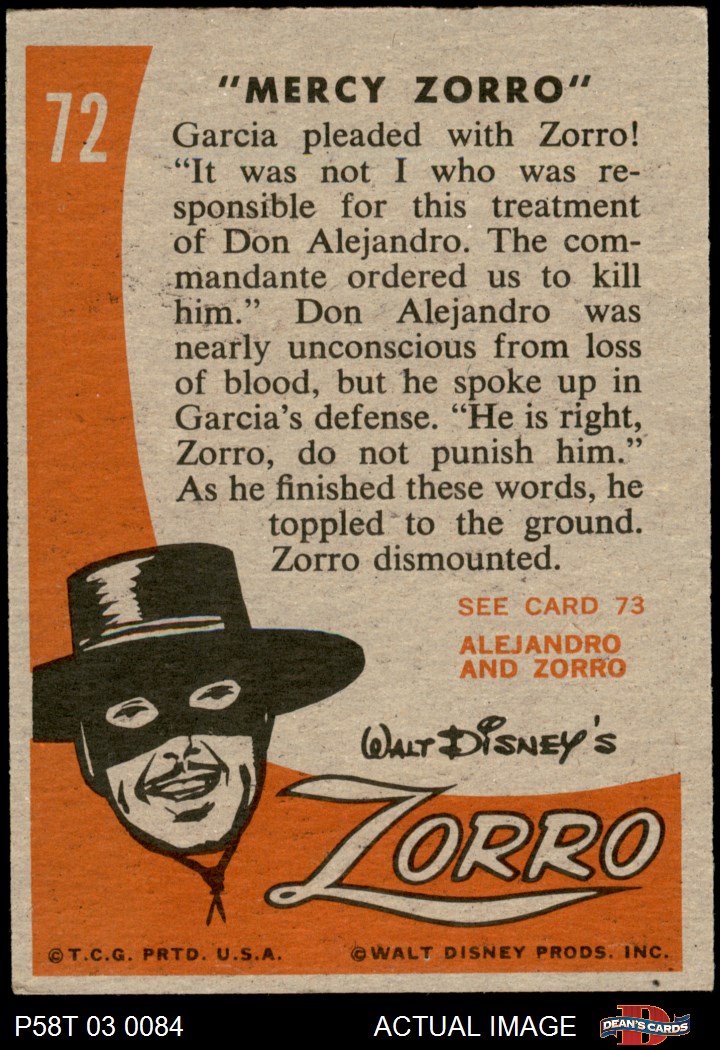 72
"MERCY ZORRO"
Garcia pleaded with Zorro!
“It was not I who was re-
sponsible for this treatment
of Don Alejandro. The com-
mandante ordered us to kill
him.” Don Alejandro was
nearly unconscious from loss
of blood, but he spoke up in
Garcia’s defense. “He is right,
Zorro, do not punish him.”
As he finished these words, he
toppled to the ground.
Zorro dismounted.
SEE CARD 73
ALEJANDRO
AND ZORRO
WALT DISNEY'S
ZORRO
©T.C.G. PRTD. U.S.A.
©WALT DISNEY PRODS. INC.
P58T 03 0084
ACTUAL IMAGE
D
DEAN'S CARDS